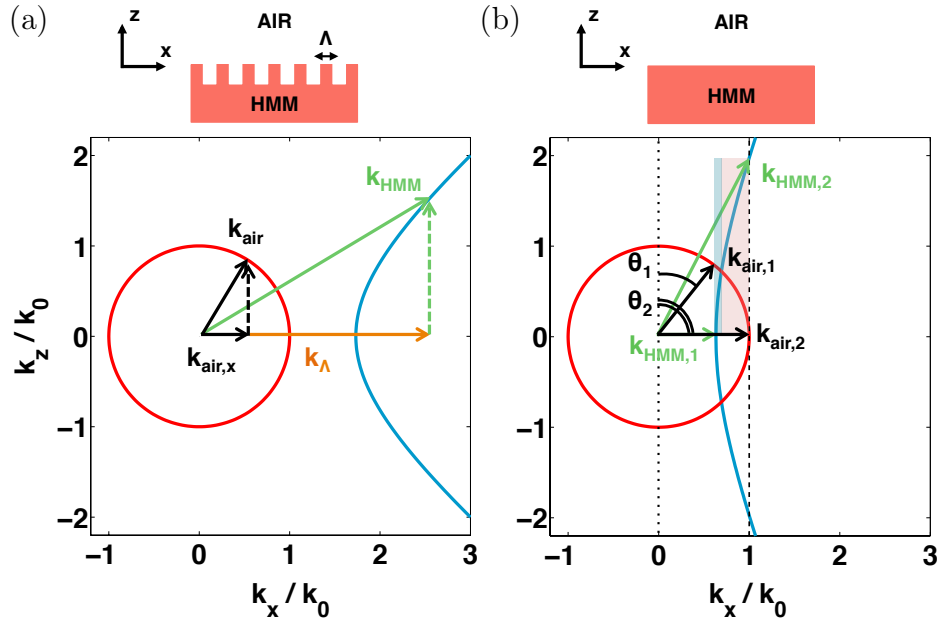 (a)
z
x
AIR
Λ
HMM
k_z / k_0
2
1
0
−1
−2
k_HMM
k_air
k_air,x
k_Λ
−1 0 1 2 3
k_x / k_0
(b)
z
x
AIR
HMM
2
1
0
−1
−2
k_HMM,2
k_air,1
θ_1
θ_2
k_HMM,1
k_air,2
−1 0 1 2 3
k_x / k_0